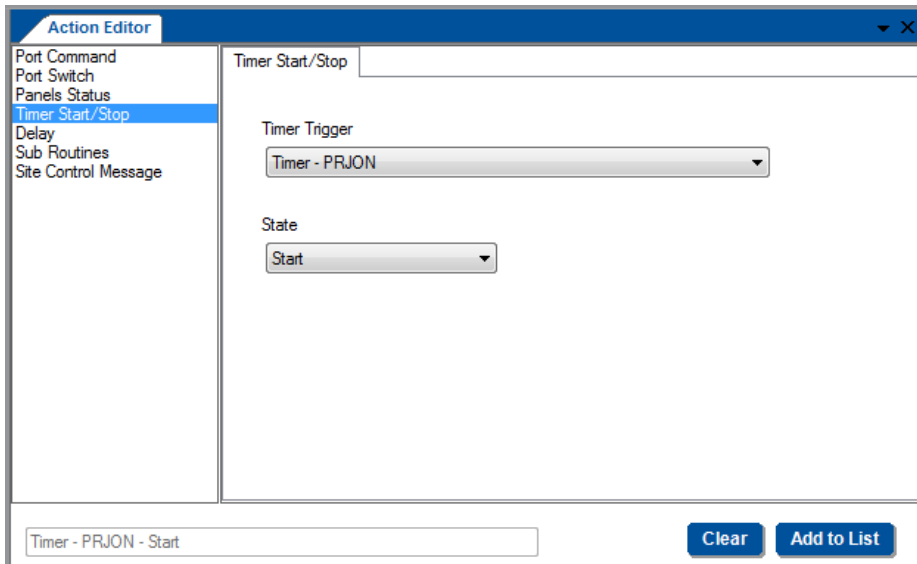 Action Editor
Port Command
Port Switch
Panels Status
Timer Start/Stop
Delay
Sub Routines
Site Control Message
Timer Start/Stop
Timer Trigger
Timer - PRJON
State
Start
Timer - PRJON - Start
Clear
Add to List